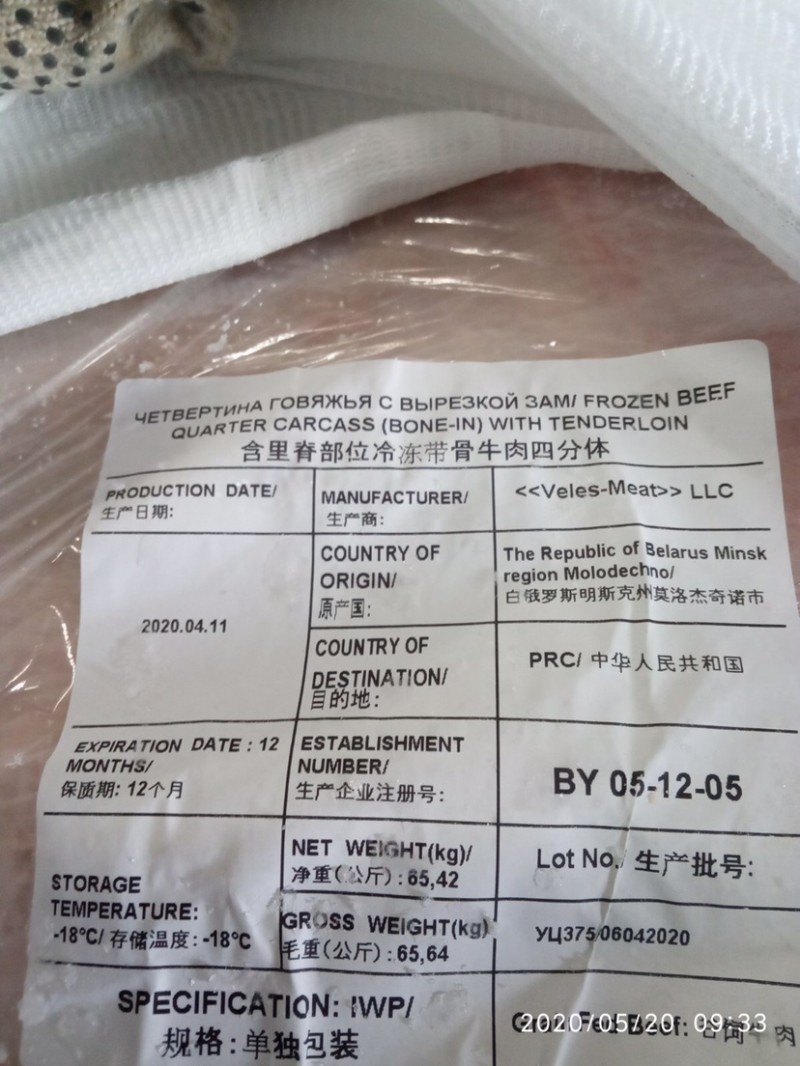 ЧЕТВЕРТИНА ГОВЯЖЬЯ С ВЫРЕЗКОЙ ЗАМ/ FROZEN BEEF
QUARTER CARCASS (BONE-IN) WITH TENDERLOIN
含里脊部位冷冻带骨牛肉四分体
PRODUCTION DATE/
生产日期:
2020.04.11
MANUFACTURER/
生产商:
<<Veles-Meat>> LLC
COUNTRY OF
ORIGIN/
原产国:
The Republic of Belarus Minsk
region Molodechno/
白俄罗斯明斯克州莫洛杰奇诺市
COUNTRY OF
DESTINATION/
目的地:
PRC/ 中华人民共和国
EXPIRATION DATE : 12
MONTHS/
保质期: 12个月
ESTABLISHMENT
NUMBER/
生产企业注册号:
BY 05-12-05
STORAGE
TEMPERATURE:
-18°C/ 存储温度: -18°C
NET WEIGHT(kg)/
净重(公斤) : 65,42
Lot No./ 生产批号:
GROSS WEIGHT(kg)
毛重(公斤) : 65,64
УЦ375/06042020
SPECIFICATION: IWP/
规格: 单独包装
Fed Beef: 牛肉
2020/05/20 09:33